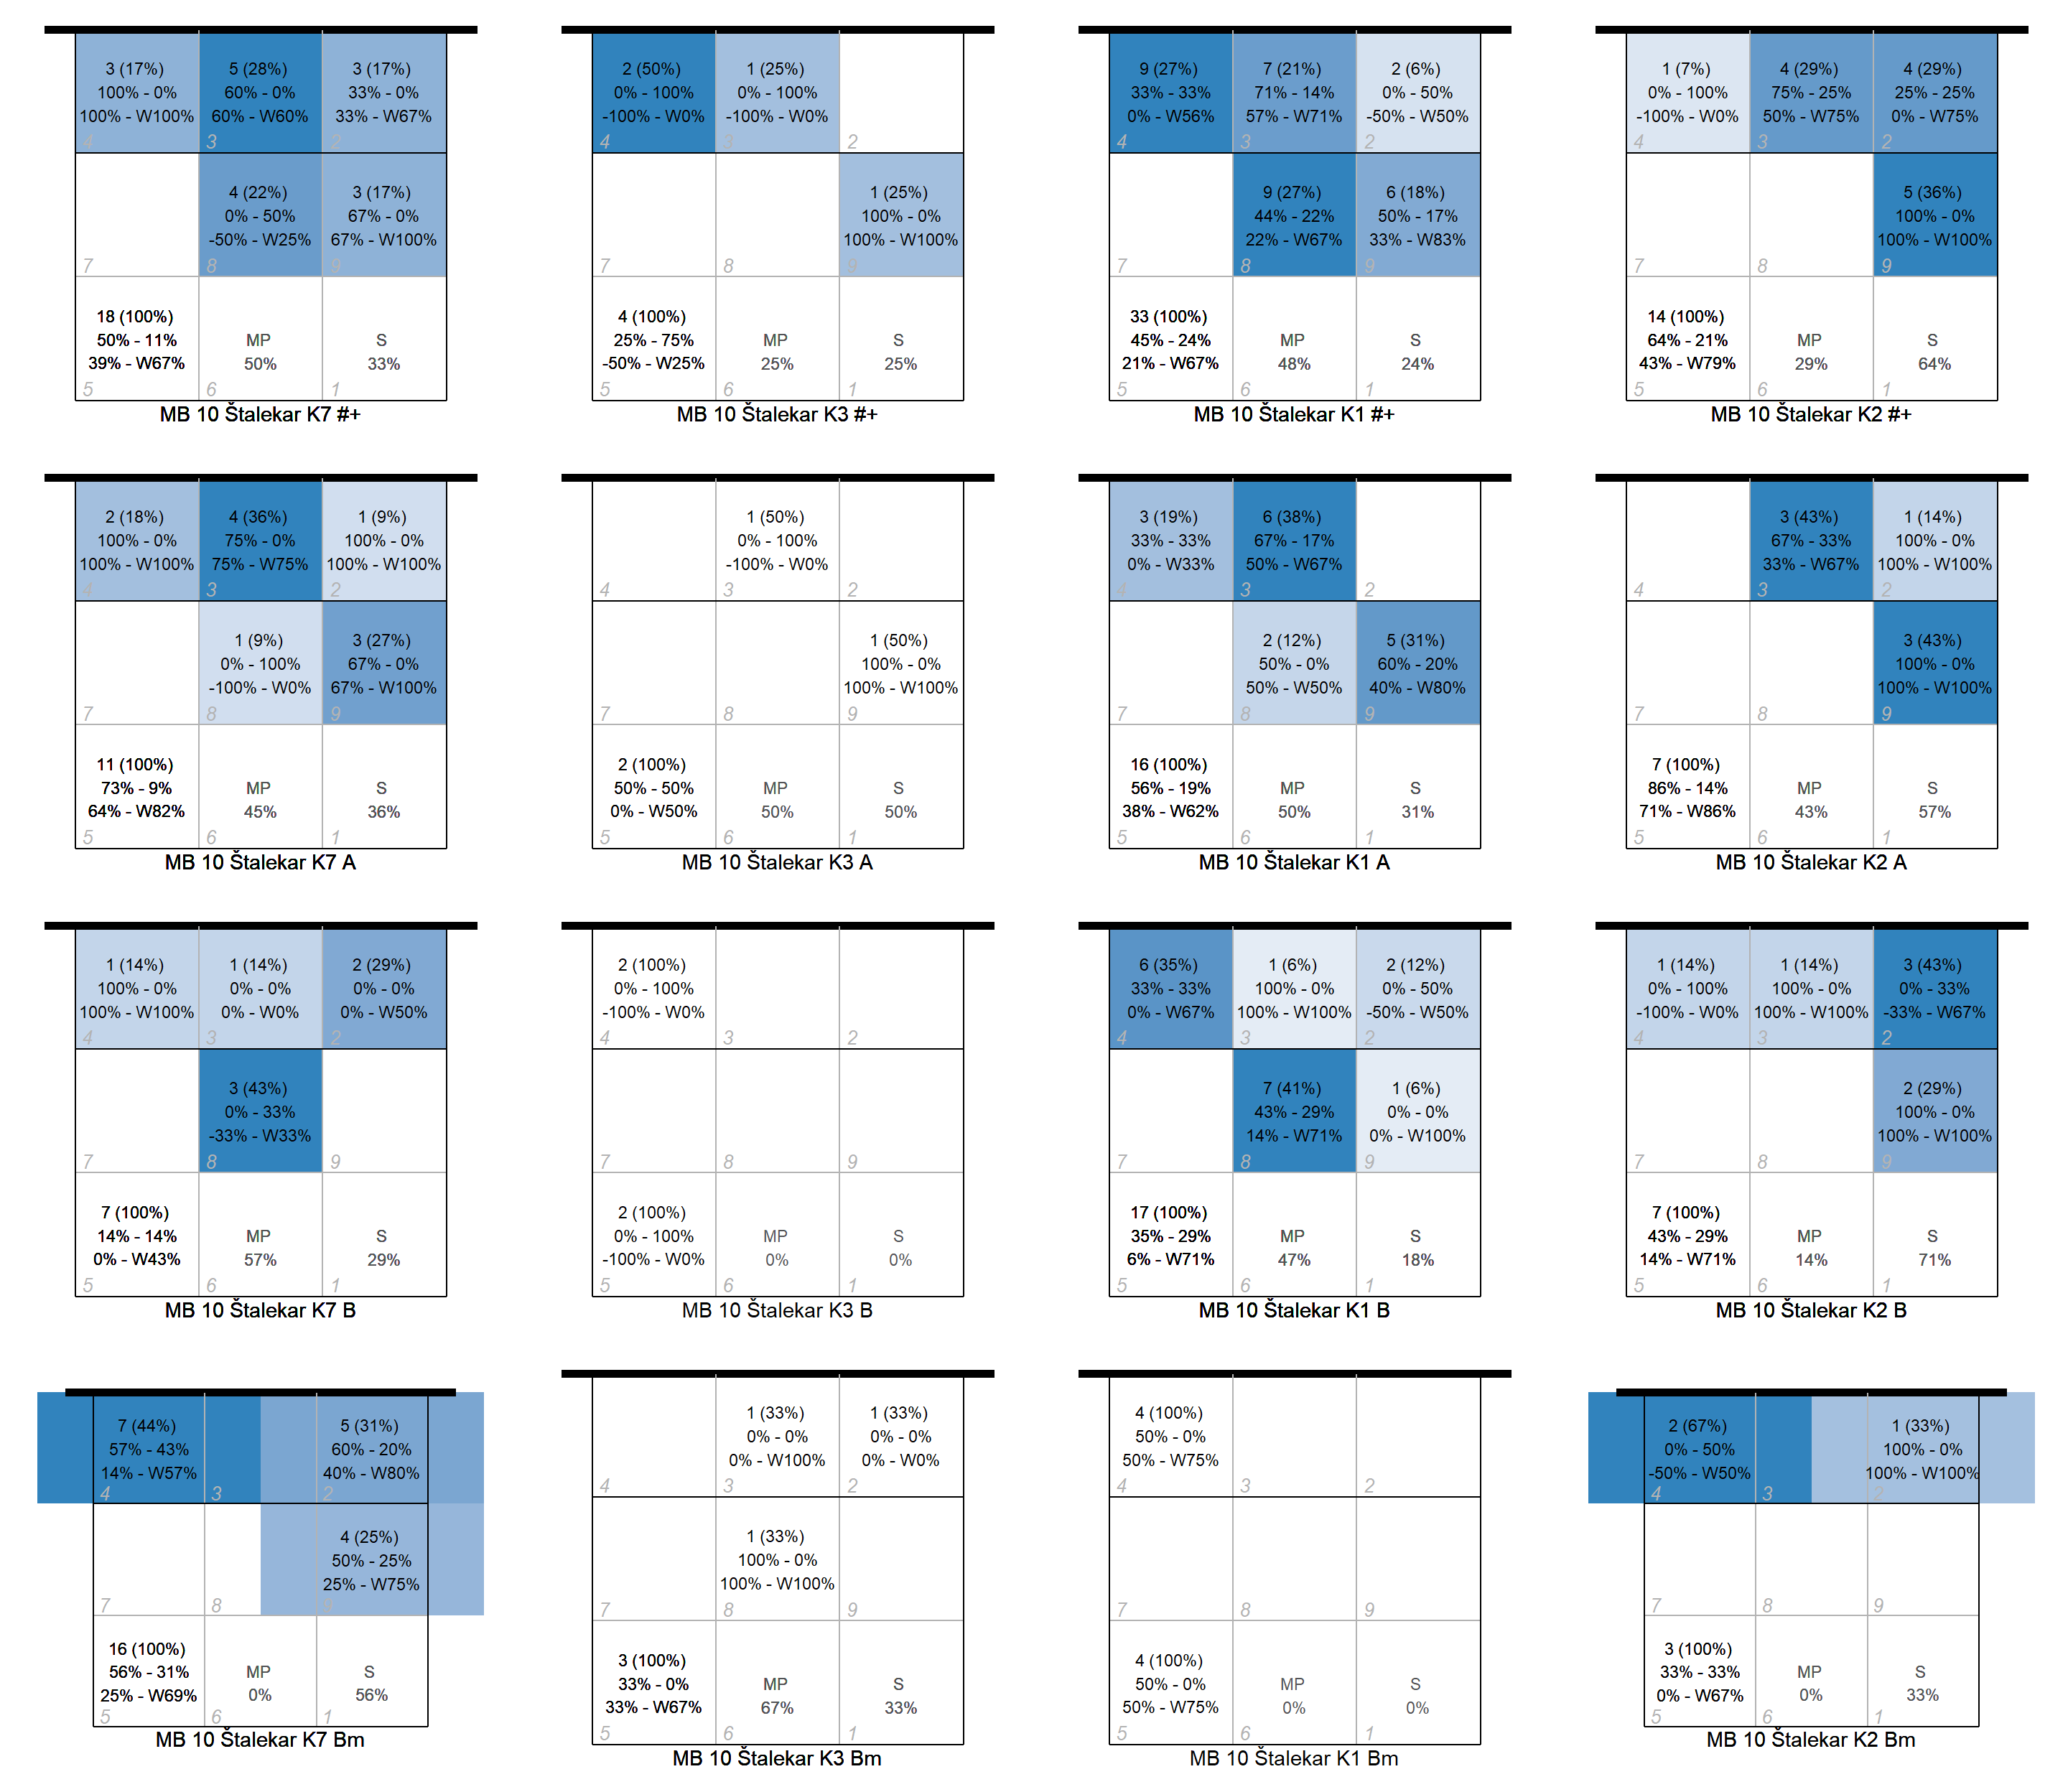 3 (17%)
100% - 0%
100% - W100%
4
5 (28%)
60% - 0%
60% - W60%
3
3 (17%)
33% - 0%
33% - W67%
2
7
4 (22%)
0% - 50%
-50% - W25%
8
3 (17%)
67% - 0%
67% - W100%
9
18 (100%)
50% - 11%
39% - W67%
5
MP
50%
6
S
33%
1
MB 10 Štalekar K7 #+
2 (50%)
0% - 100%
-100% - W0%
4
1 (25%)
0% - 100%
-100% - W0%
3
2
7
8
1 (25%)
100% - 0%
100% - W100%
9
4 (100%)
25% - 75%
-50% - W25%
5
MP
25%
6
S
25%
1
MB 10 Štalekar K3 #+
9 (27%)
33% - 33%
0% - W56%
4
7 (21%)
71% - 14%
57% - W71%
3
2 (6%)
0% - 50%
-50% - W50%
2
7
9 (27%)
44% - 22%
22% - W67%
8
6 (18%)
50% - 17%
33% - W83%
9
33 (100%)
45% - 24%
21% - W67%
5
MP
48%
6
S
24%
1
MB 10 Štalekar K1 #+
1 (7%)
0% - 100%
-100% - W0%
4
4 (29%)
75% - 25%
50% - W75%
3
4 (29%)
25% - 25%
0% - W75%
2
7
8
5 (36%)
100% - 0%
100% - W100%
9
14 (100%)
64% - 21%
43% - W79%
5
MP
29%
6
S
64%
1
MB 10 Štalekar K2 #+
2 (18%)
100% - 0%
100% - W100%
4
4 (36%)
75% - 0%
75% - W75%
3
1 (9%)
100% - 0%
100% - W100%
2
7
1 (9%)
0% - 100%
-100% - W0%
8
3 (27%)
67% - 0%
67% - W100%
9
11 (100%)
73% - 9%
64% - W82%
5
MP
45%
6
S
36%
1
MB 10 Štalekar K7 A
4
1 (50%)
0% - 100%
-100% - W0%
3
2
7
8
1 (50%)
100% - 0%
100% - W100%
9
2 (100%)
50% - 50%
0% - W50%
5
MP
50%
6
S
50%
1
MB 10 Štalekar K3 A
3 (19%)
33% - 33%
0% - W33%
4
6 (38%)
67% - 17%
50% - W67%
3
2
7
2 (12%)
50% - 0%
50% - W50%
8
5 (31%)
60% - 20%
40% - W80%
9
16 (100%)
56% - 19%
38% - W62%
5
MP
50%
6
S
31%
1
MB 10 Štalekar K1 A
4
3 (43%)
67% - 33%
33% - W67%
3
1 (14%)
100% - 0%
100% - W100%
2
7
8
3 (43%)
100% - 0%
100% - W100%
9
7 (100%)
86% - 14%
71% - W86%
5
MP
43%
6
S
57%
1
MB 10 Štalekar K2 A
1 (14%)
100% - 0%
100% - W100%
4
1 (14%)
0% - 0%
0% - W0%
3
2 (29%)
0% - 0%
0% - W50%
2
7
3 (43%)
0% - 33%
-33% - W33%
8
9
7 (100%)
14% - 14%
0% - W43%
5
MP
57%
6
S
29%
1
MB 10 Štalekar K7 B
2 (100%)
0% - 100%
-100% - W0%
4
3
2
7
8
9
2 (100%)
0% - 100%
-100% - W0%
5
MP
0%
6
S
0%
1
MB 10 Štalekar K3 B
6 (35%)
33% - 33%
0% - W67%
4
1 (6%)
100% - 0%
100% - W100%
3
2 (12%)
0% - 50%
-50% - W50%
2
7
7 (41%)
43% - 29%
14% - W71%
8
1 (6%)
0% - 0%
0% - W100%
9
17 (100%)
35% - 29%
6% - W71%
5
MP
47%
6
S
18%
1
MB 10 Štalekar K1 B
1 (14%)
0% - 100%
-100% - W0%
4
1 (14%)
100% - 0%
100% - W100%
3
3 (43%)
0% - 33%
-33% - W67%
2
7
8
2 (29%)
100% - 0%
100% - W100%
9
7 (100%)
43% - 29%
14% - W71%
5
MP
14%
6
S
71%
1
MB 10 Štalekar K2 B
7 (44%)
57% - 43%
14% - W57%
4
3
5 (31%)
60% - 20%
40% - W80%
2
7
8
4 (25%)
50% - 25%
25% - W75%
16 (100%)
56% - 31%
25% - W69%
5
MP
0%
6
S
56%
1
MB 10 Štalekar K7 Bm
4
1 (33%)
0% - 0%
0% - W100%
3
1 (33%)
0% - 0%
0% - W0%
2
7
1 (33%)
100% - 0%
100% - W100%
8
9
3 (100%)
33% - 0%
33% - W67%
5
MP
67%
6
S
33%
1
MB 10 Štalekar K3 Bm
4 (100%)
50% - 0%
50% - W75%
4
3
2
7
8
9
4 (100%)
50% - 0%
50% - W75%
5
MP
0%
6
S
0%
1
MB 10 Štalekar K1 Bm
2 (67%)
0% - 50%
-50% - W50%
4
3
1 (33%)
100% - 0%
100% - W100%
2
7
8
9
3 (100%)
33% - 33%
0% - W67%
5
MP
0%
6
S
33%
1
MB 10 Štalekar K2 Bm